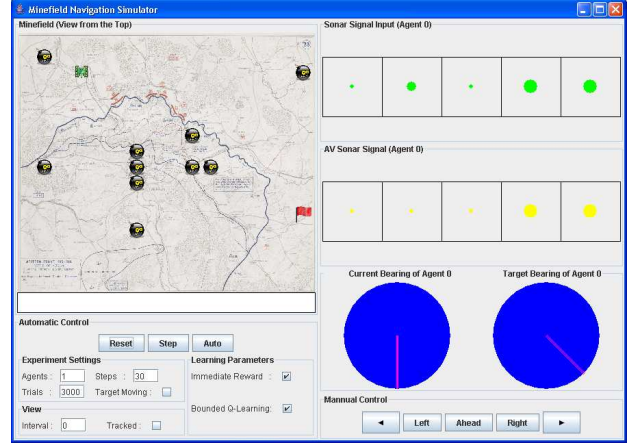 Minefield Navigation Simulator
Minefield (View from the Top)
Automatic Control
Reset Step Auto
Experiment Settings
Agents : 1 Steps : 30
Trials : 3000 Target Moving :
View
Interval : 0 Tracked :
Learning Parameters
Immediate Reward :
Bounded Q-Learning:
Sonar Signal Input (Agent 0)
AV Sonar Signal (Agent 0)
Current Bearing of Agent 0
Target Bearing of Agent 0
Mannual Control
Left Ahead Right